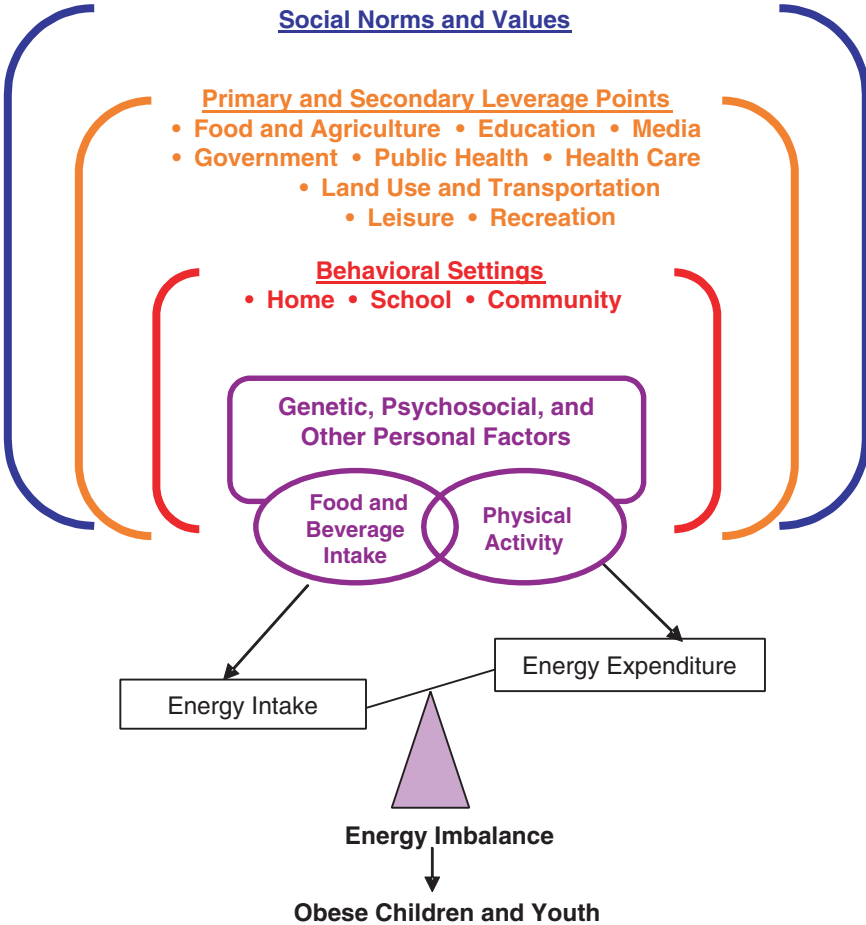 Social Norms and Values
Primary and Secondary Leverage Points
• Food and Agriculture • Education • Media
• Government • Public Health • Health Care
• Land Use and Transportation
• Leisure • Recreation
Behavioral Settings
• Home • School • Community
Genetic, Psychosocial, and
Other Personal Factors
Food and
Beverage
Intake
Physical
Activity
Energy Expenditure
Energy Intake
Energy Imbalance
Obese Children and Youth